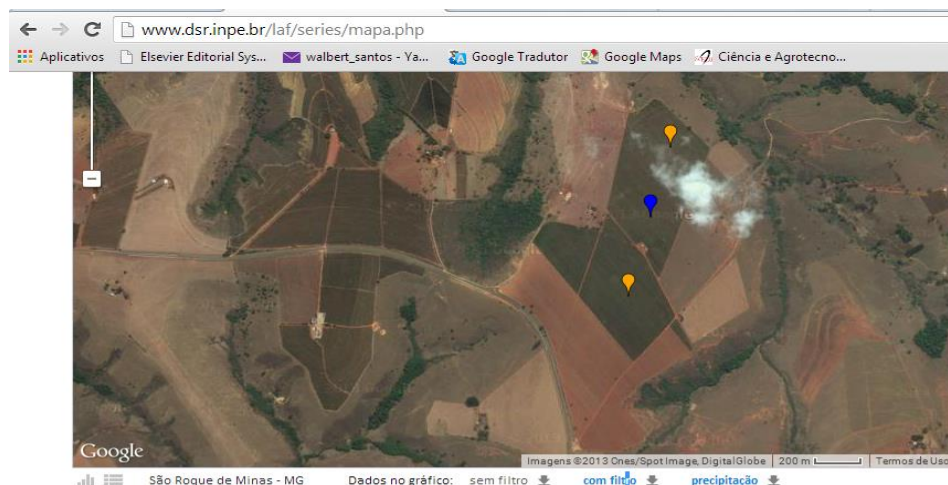 www.dsr.inpe.br/laf/series/mapa.php
Aplicativos Elsevier Editorial Sys... walbert_santos - Ya... Google Tradutor Google Maps Ciência e Agrotecno...
Google
Imagens ©2013 Cnes/Spot Image, DigitalGlobe 200 m Termos de Uso
São Roque de Minas - MG Dados no gráfico: sem filtro com filtro precipitação